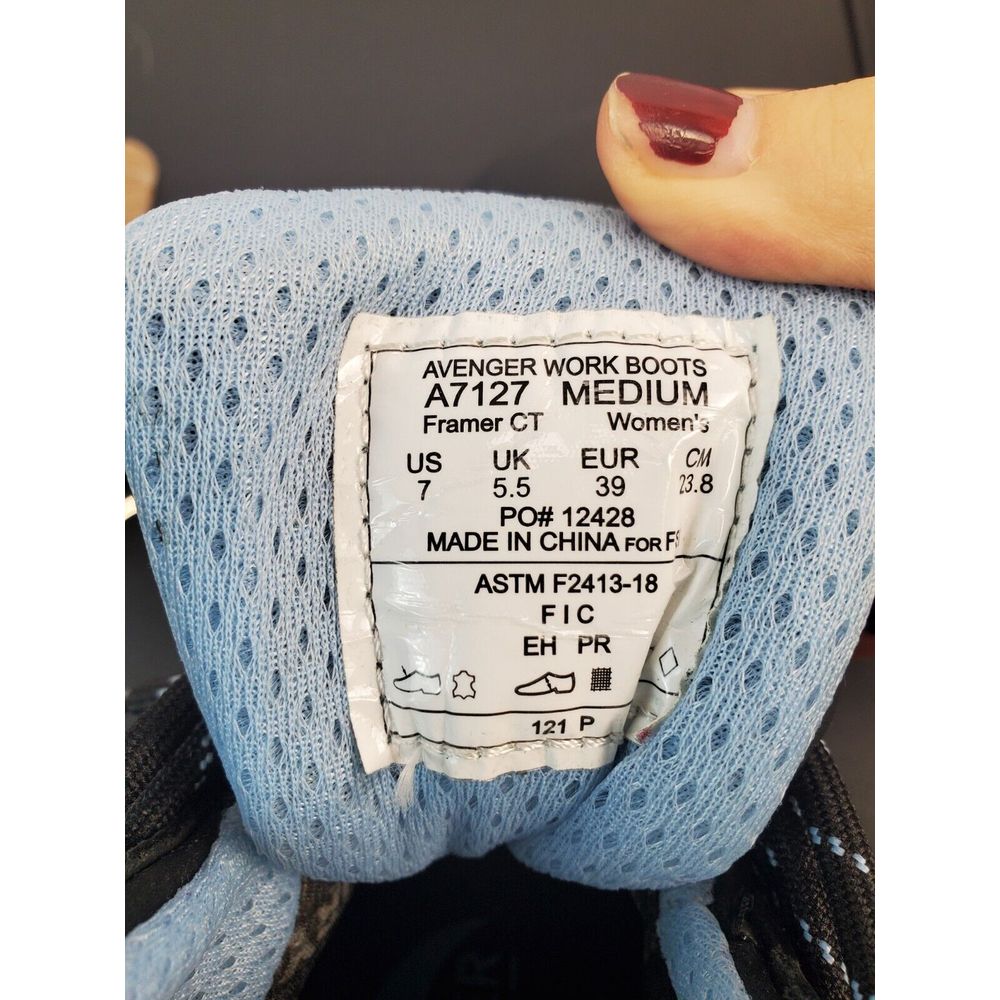 AVENGER WORK BOOTS
A7127 MEDIUM
Framer CT Women's
US UK EUR CM
7 5.5 39 23.8
PO# 12428
MADE IN CHINA FOR
ASTM F2413-18
F I C
EH PR
121 P